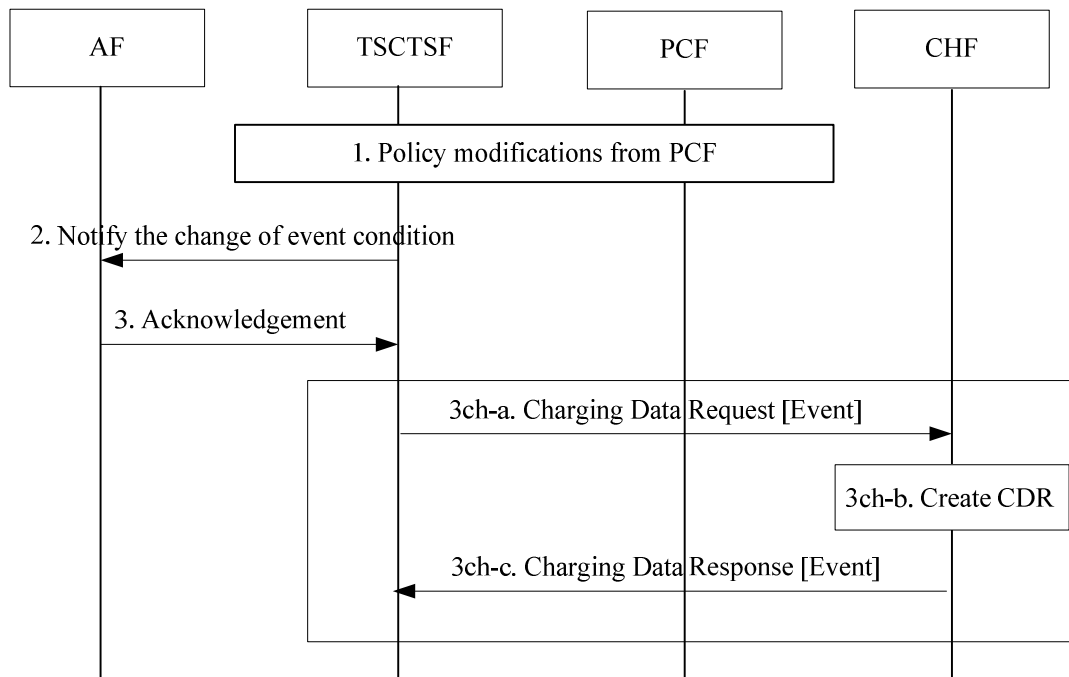 AF
TSCTSF
PCF
CHF
1. Policy modifications from PCF
2. Notify the change of event condition
3. Acknowledgement
3ch-a. Charging Data Request [Event]
3ch-b. Create CDR
3ch-c. Charging Data Response [Event]